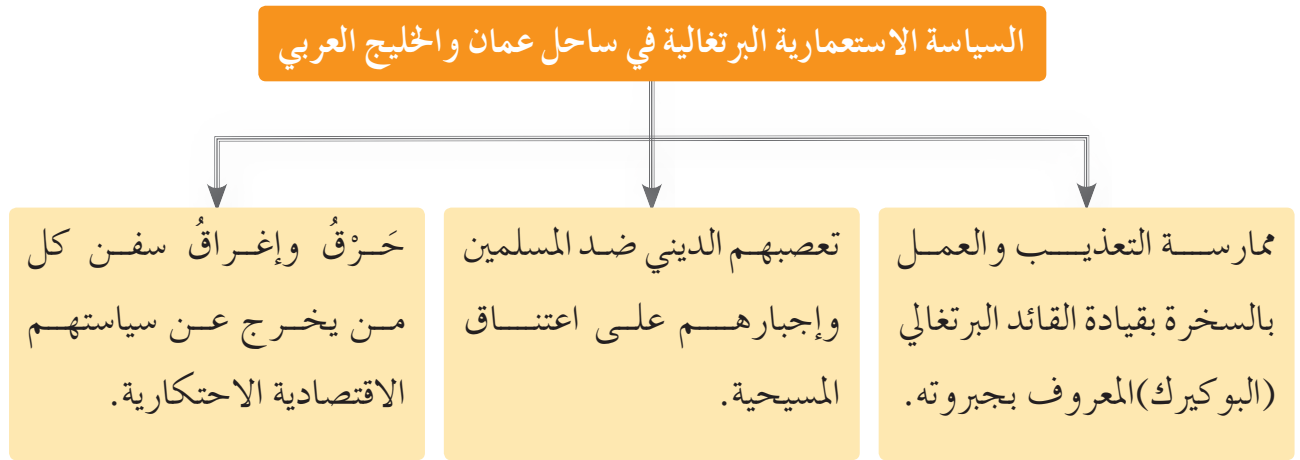 السياسة الاستعمارية البرتغالية في ساحل عمان والخليج العربي
ممارسة التعذيب والعمل
بالسخرة بقيادة القائد البرتغالي
(البوكيرك)المعروف بجبروته.
تعصبهم الديني ضد المسلمين
وإجبارهم على اعتناق
المسيحية.
حَرْقُ وإغراقُ سفن كل
من يخرج عن سياستهم
الاقتصادية الاحتكارية.